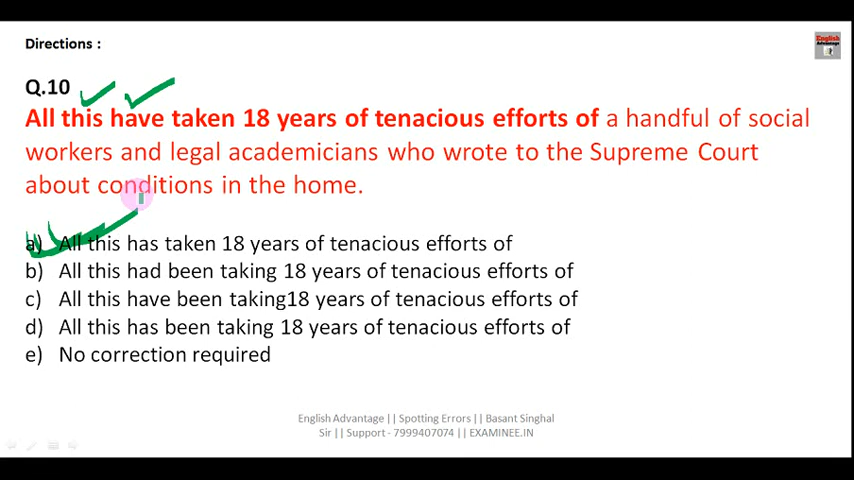 Directions :
English
Advantage
Q.10
All this have taken 18 years of tenacious efforts of a handful of social
workers and legal academicians who wrote to the Supreme Court
about conditions in the home.
a) All this has taken 18 years of tenacious efforts of
b) All this had been taking 18 years of tenacious efforts of
c) All this have been taking18 years of tenacious efforts of
d) All this has been taking 18 years of tenacious efforts of
e) No correction required
English Advantage || Spotting Errors || Basant Singhal
Sir || Support - 7999407074 || EXAMINEE.IN